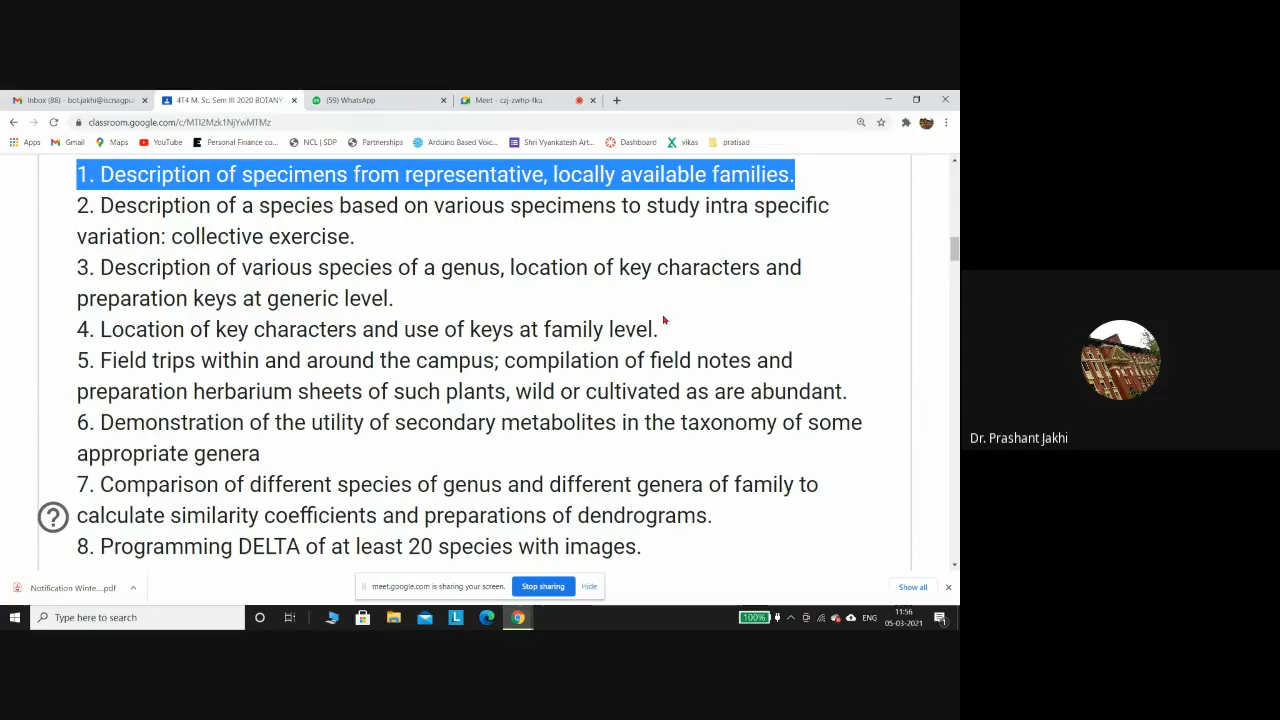 Inbox (88) - bot.jakhi@iscnagpu
4T4 M. Sc. Sem III 2020 BOTANY
(59) WhatsApp
Meet - czj-zwhp-fku
classroom.google.com/c/MTI2Mzk1NjYwMTMz
Apps Gmail Maps YouTube Personal Finance co... NCL | SDP Partnerships Arduino Based Voic... Shri Vyankatesh Art... Dashboard vikas pratisad
1. Description of specimens from representative, locally available families.
2. Description of a species based on various specimens to study intra specific
variation: collective exercise.
3. Description of various species of a genus, location of key characters and
preparation keys at generic level.
4. Location of key characters and use of keys at family level.
5. Field trips within and around the campus; compilation of field notes and
preparation herbarium sheets of such plants, wild or cultivated as are abundant.
6. Demonstration of the utility of secondary metabolites in the taxonomy of some
appropriate genera
7. Comparison of different species of genus and different genera of family to
calculate similarity coefficients and preparations of dendrograms.
8. Programming DELTA of at least 20 species with images.
Dr. Prashant Jakhi
Notification Winte....pdf
meet.google.com is sharing your screen. Stop sharing Hide
Show all
Type here to search
100%
ENG
11:56
05-03-2021